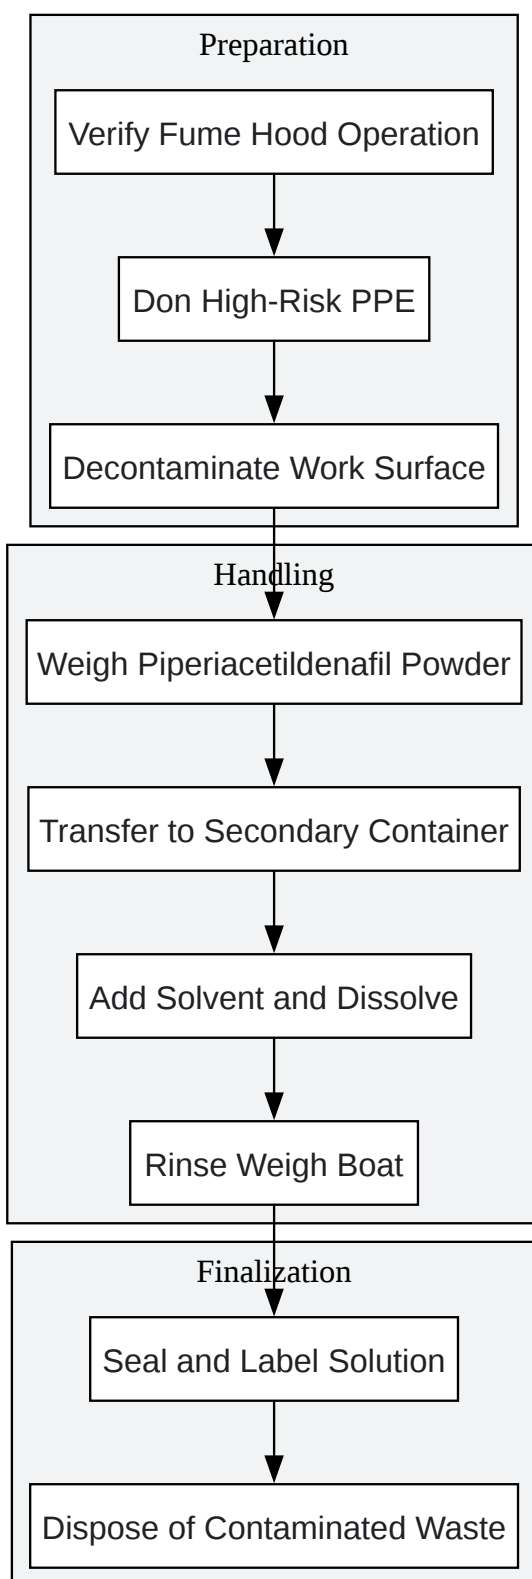 Preparation
Verify Fume Hood Operation
Don High-Risk PPE
Decontaminate Work Surface
Handling
Weigh Piperiacetildenafil Powder
Transfer to Secondary Container
Add Solvent and Dissolve
Rinse Weigh Boat
Finalization
Seal and Label Solution
Dispose of Contaminated Waste